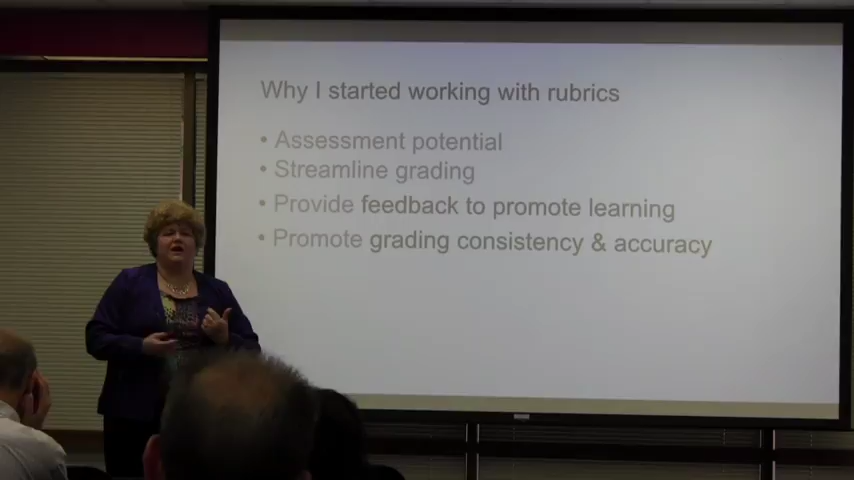 Why I started working with rubrics
• Assessment potential
• Streamline grading
• Provide feedback to promote learning
• Promote grading consistency & accuracy